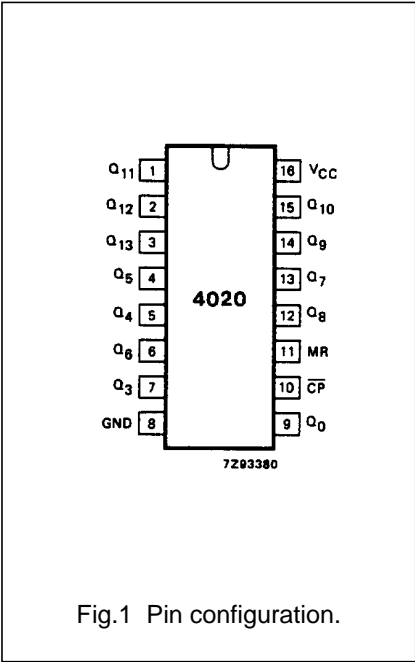 Q11 1 16 VCC
Q12 2 15 Q10
Q13 3 14 Q9
Q5 4 13 Q7
4020
Q4 5 12 Q8
Q6 6 11 MR
Q3 7 10 C̅P̅
GND 8 9 Q0
7Z93380
Fig.1 Pin configuration.